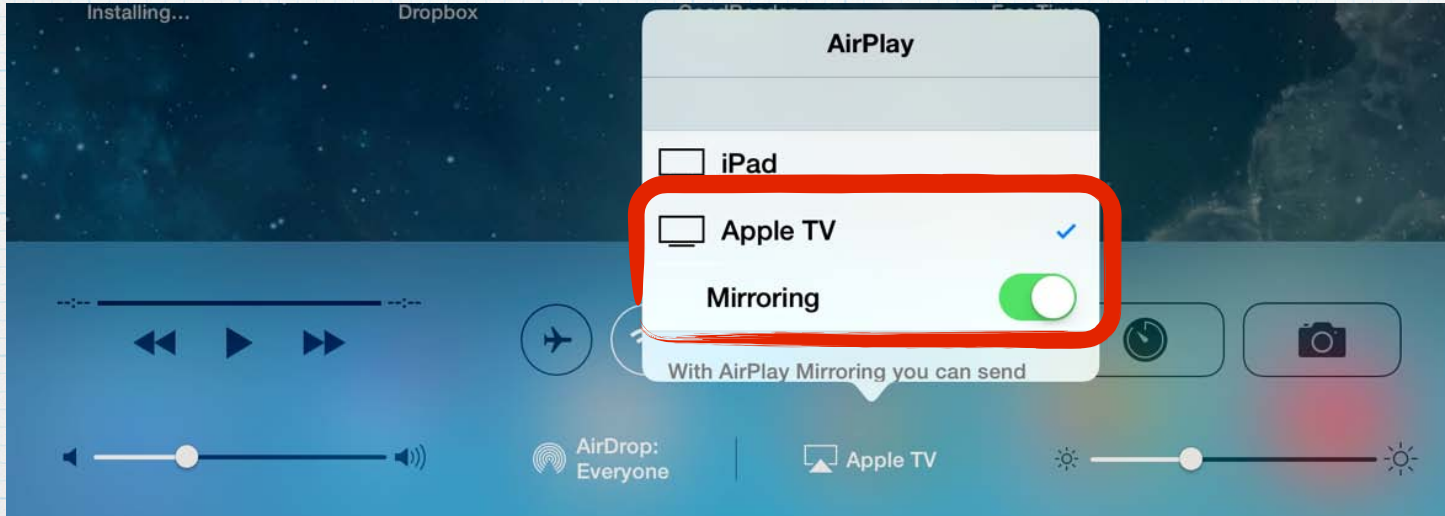 Installing...
Dropbox
AirPlay
iPad
Apple TV
Mirroring
With AirPlay Mirroring you can send
--:--
--:--
AirDrop:
Everyone
Apple TV